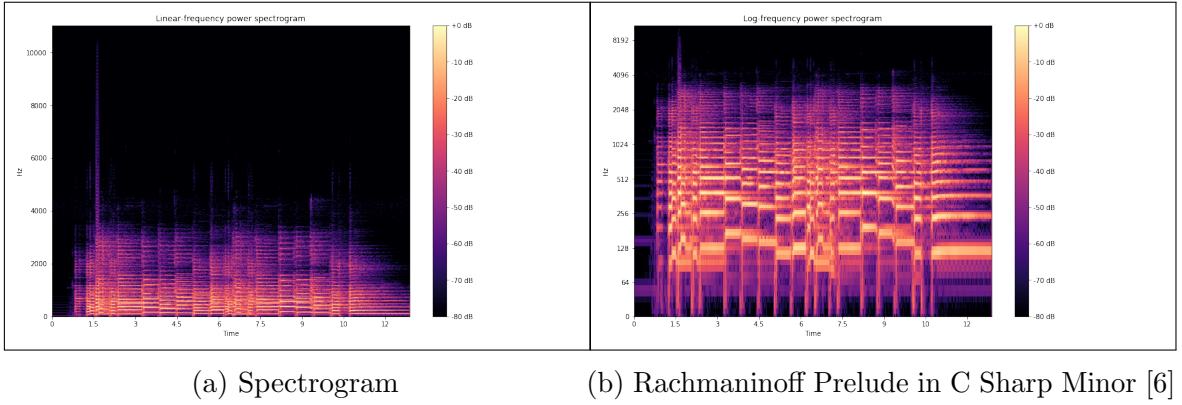 Linear-frequency power spectrogram
10000
8000
6000
4000
2000
0
Hz
0 1.5 3 4.5 6 7.5 9 10 12
Time
+0 dB
-10 dB
-20 dB
-30 dB
-40 dB
-50 dB
-60 dB
-70 dB
-80 dB
Log-frequency power spectrogram
8192
4096
2048
1024
512
256
128
64
0
Hz
0 1.5 3 4.5 6 7.5 9 10 12
Time
+0 dB
-10 dB
-20 dB
-30 dB
-40 dB
-50 dB
-60 dB
-70 dB
-80 dB
(a) Spectrogram
(b) Rachmaninoff Prelude in C Sharp Minor [6]